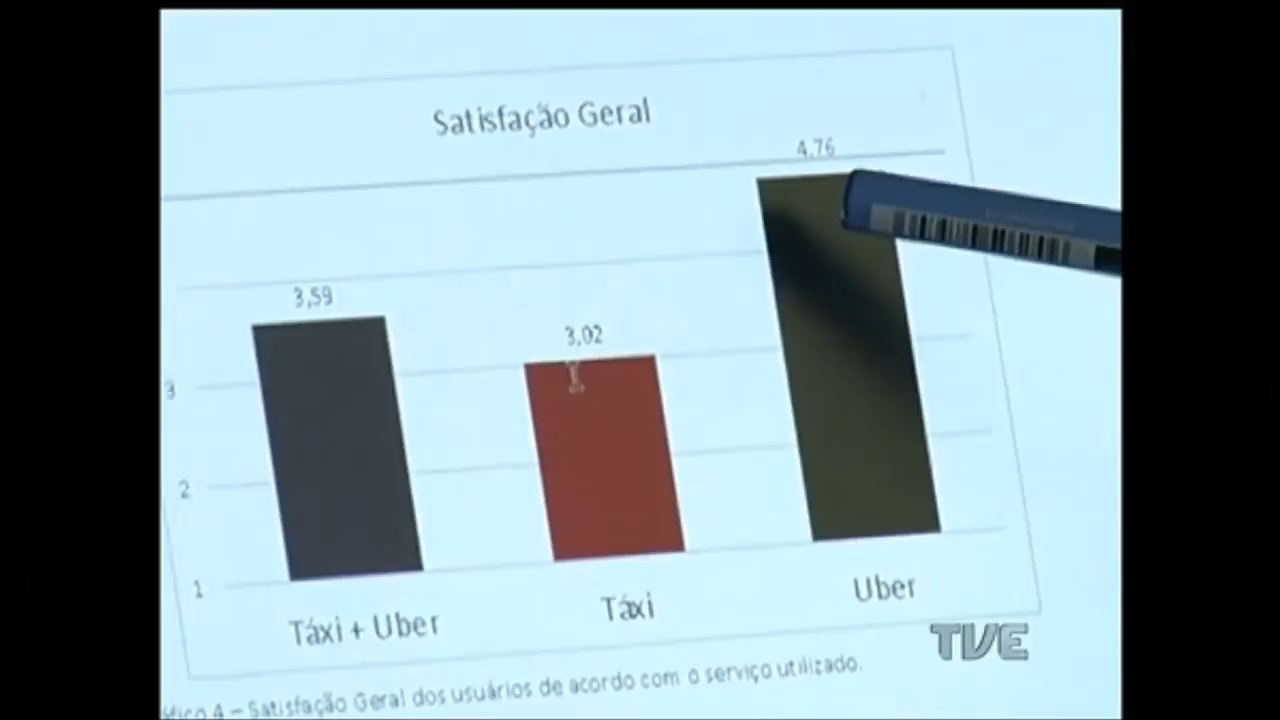 Satisfação Geral
4,76
3,59
3,02
3
2
1
Táxi + Uber
Táxi
Uber
TVE
4 – Satisfação Geral dos usuários de acordo com o serviço utilizado.